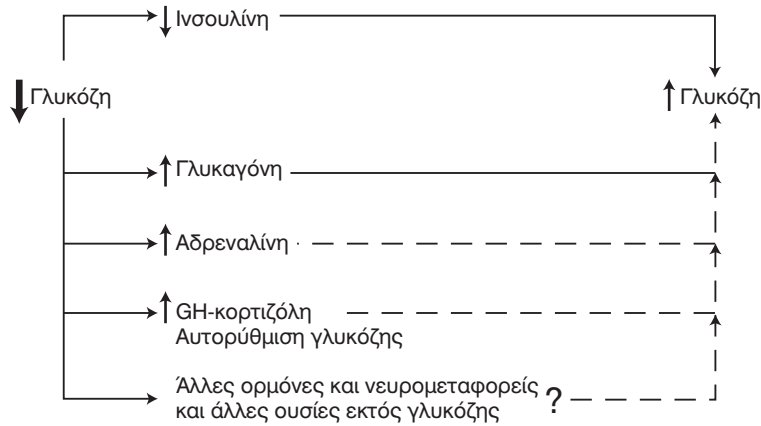 Ινσουλίνη
Γλυκόζη
Γλυκόζη
Γλυκαγόνη
Αδρεναλίνη
GH-κορτιζόλη
Αυτορύθμιση γλυκόζης
Άλλες ορμόνες και νευρομεταφορείς
και άλλες ουσίες εκτός γλυκόζης ?